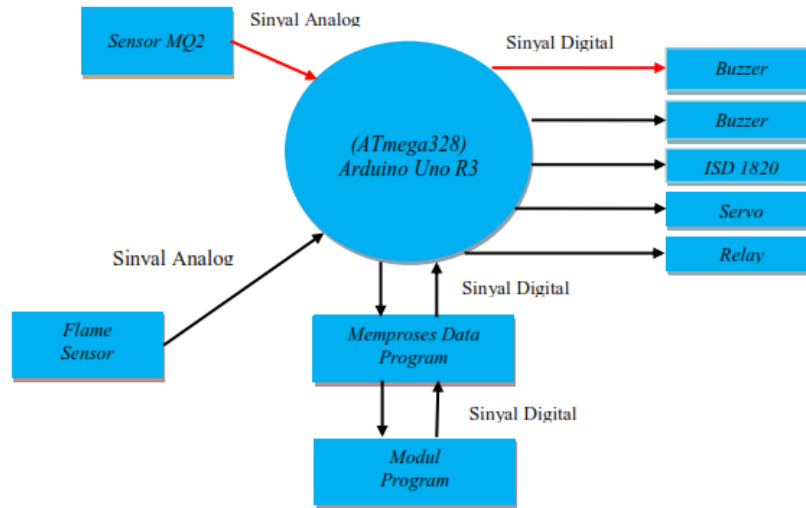 Sinyal Analog
Sensor MQ2
Sinyal Digital
Buzzer
Buzzer
(ATmega328)
Arduino Uno R3
ISD 1820
Servo
Relay
Sinyal Analog
Sinyal Digital
Flame
Sensor
Memproses Data
Program
Sinyal Digital
Modul
Program